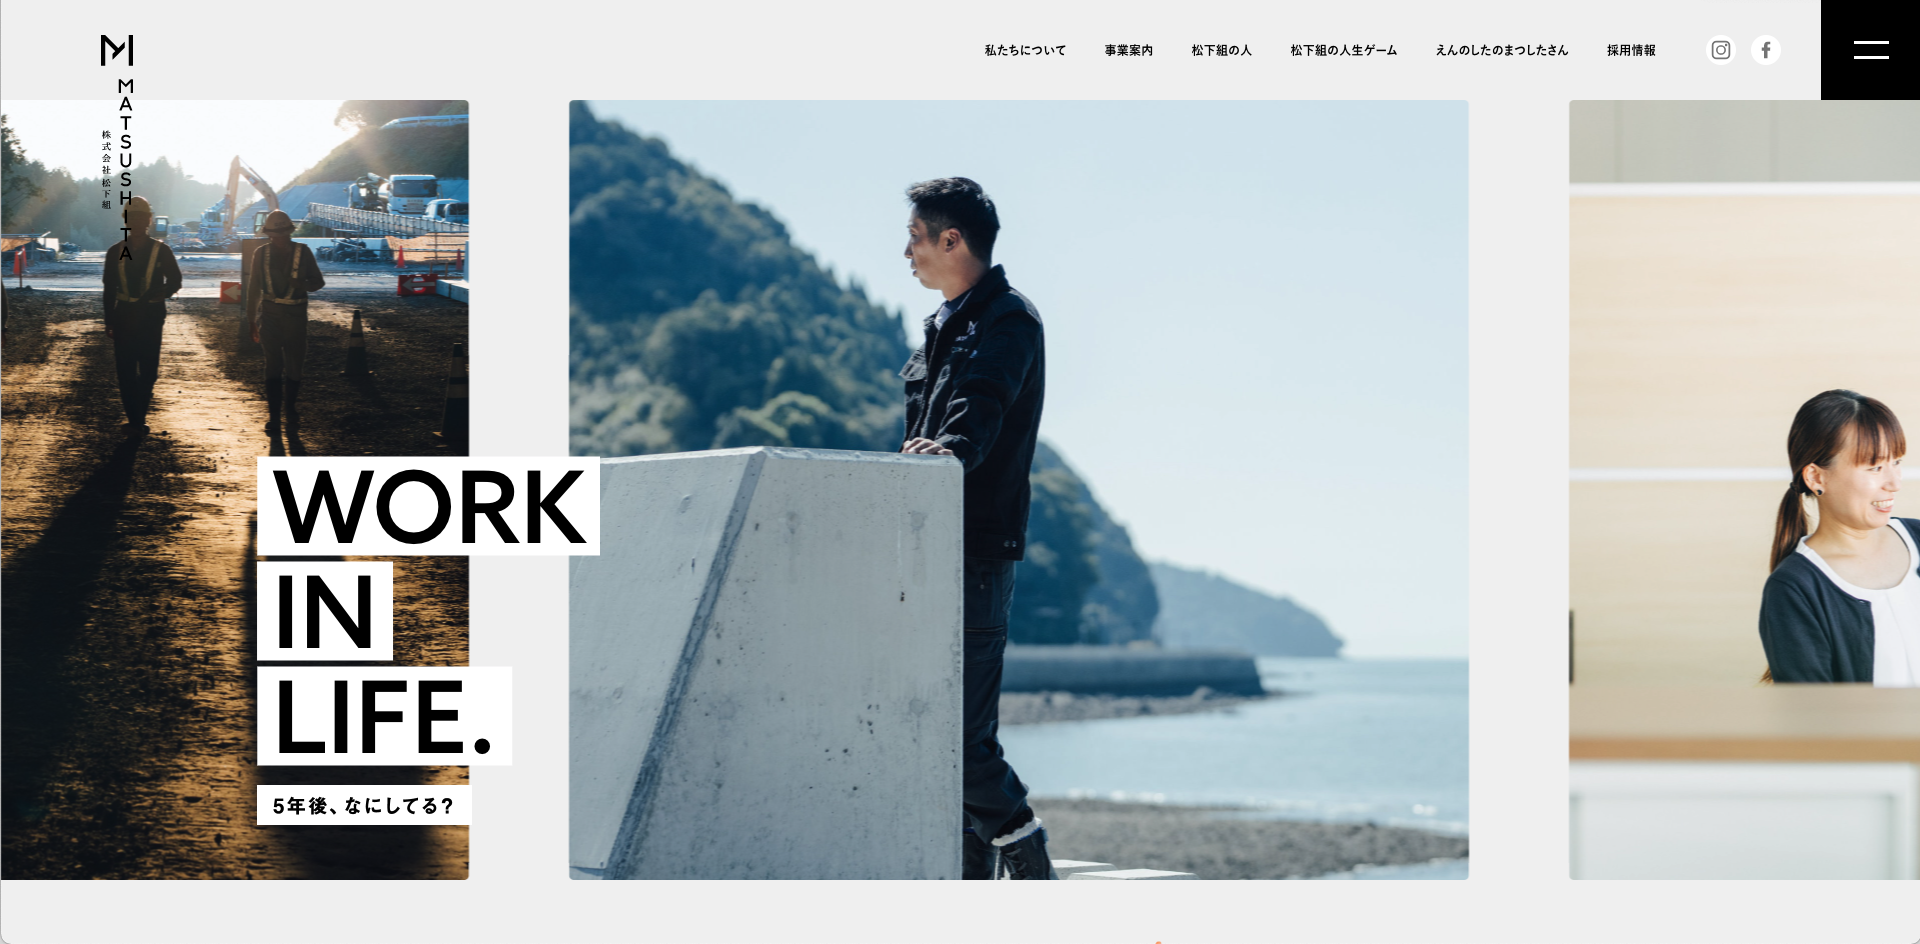 私たちについて
事業案内
松下組の人
松下組の人生ゲーム
えんのしたのまつしたさん
採用情報
MATSUSHITA
株式会社松下組
WORK
IN
LIFE.
5年後、なにしてる?